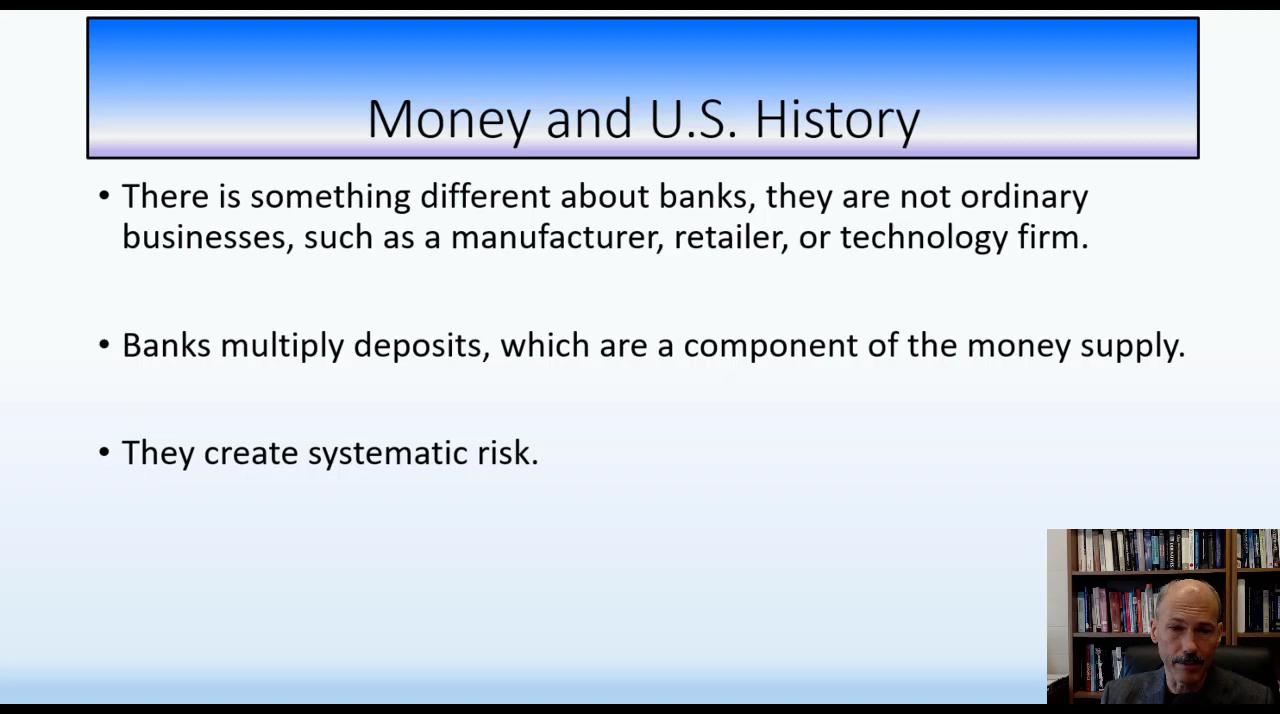 Money and U.S. History
• There is something different about banks, they are not ordinary
businesses, such as a manufacturer, retailer, or technology firm.
• Banks multiply deposits, which are a component of the money supply.
• They create systematic risk.